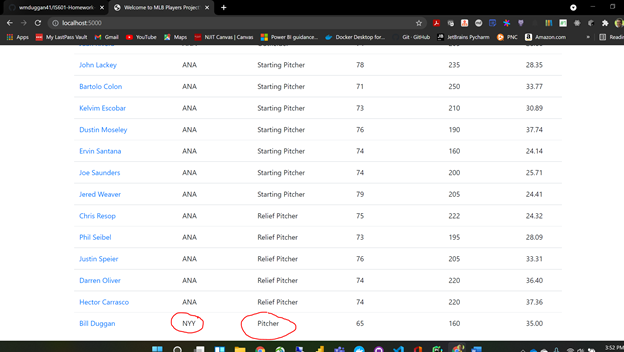 wmduggan41/IS601-Homework
Welcome to MLB Players Project
localhost:5000
Apps My LastPass Vault Gmail YouTube Maps NJIT Canvas | Canvas Power BI guidance... Docker Desktop for... Git · GitHub JetBrains Pycharm PNC Amazon.com » Readin
John Lackey ANA Starting Pitcher 78 235 28.35
Bartolo Colon ANA Starting Pitcher 71 250 33.77
Kelvim Escobar ANA Starting Pitcher 73 210 30.89
Dustin Moseley ANA Starting Pitcher 76 190 37.74
Ervin Santana ANA Starting Pitcher 74 160 24.14
Joe Saunders ANA Starting Pitcher 74 200 25.71
Jered Weaver ANA Starting Pitcher 79 205 24.41
Chris Resop ANA Relief Pitcher 75 222 24.32
Phil Seibel ANA Relief Pitcher 73 195 28.09
Justin Speier ANA Relief Pitcher 76 205 33.31
Darren Oliver ANA Relief Pitcher 74 220 36.40
Hector Carrasco ANA Relief Pitcher 74 220 37.36
Bill Duggan NYY Pitcher 65 160 35.00
3:52 PM